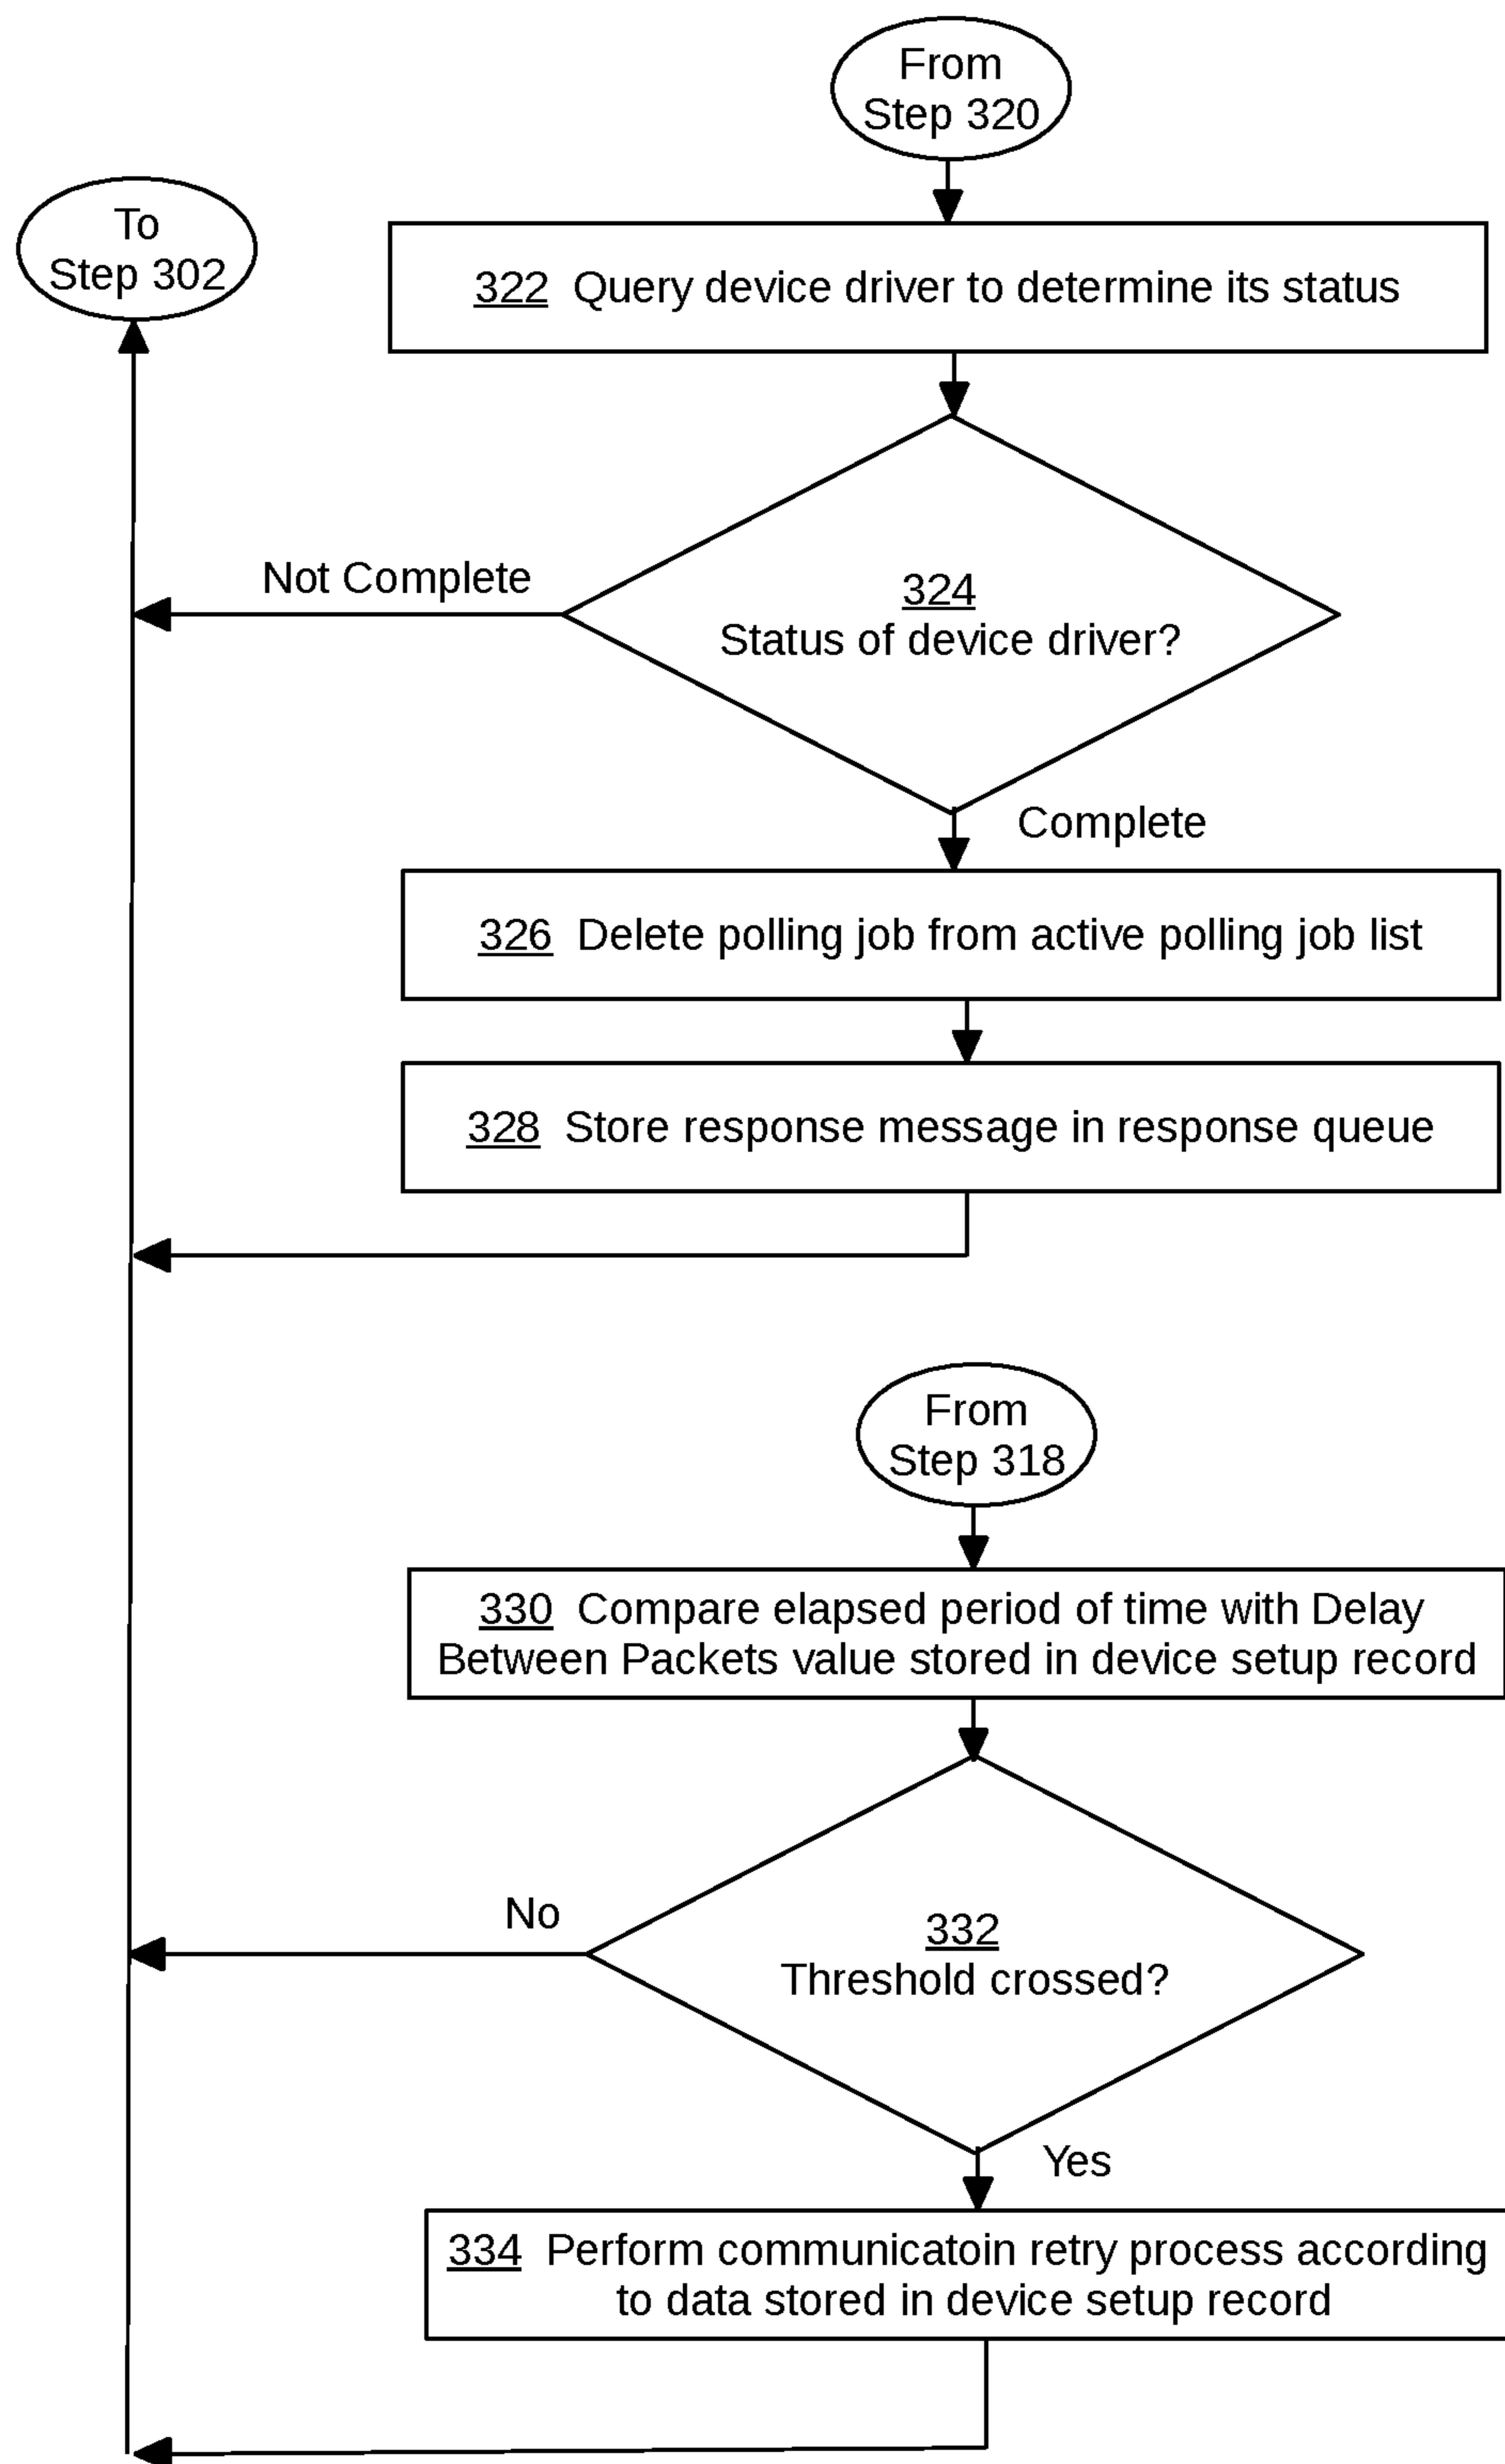 From
Step 320
To
Step 302
322 Query device driver to determine its status
Not Complete
324
Status of device driver?
Complete
326 Delete polling job from active polling job list
328 Store response message in response queue
From
Step 318
330 Compare elapsed period of time with Delay
Between Packets value stored in device setup record
No
332
Threshold crossed?
Yes
334 Perform communicatoin retry process according
to data stored in device setup record